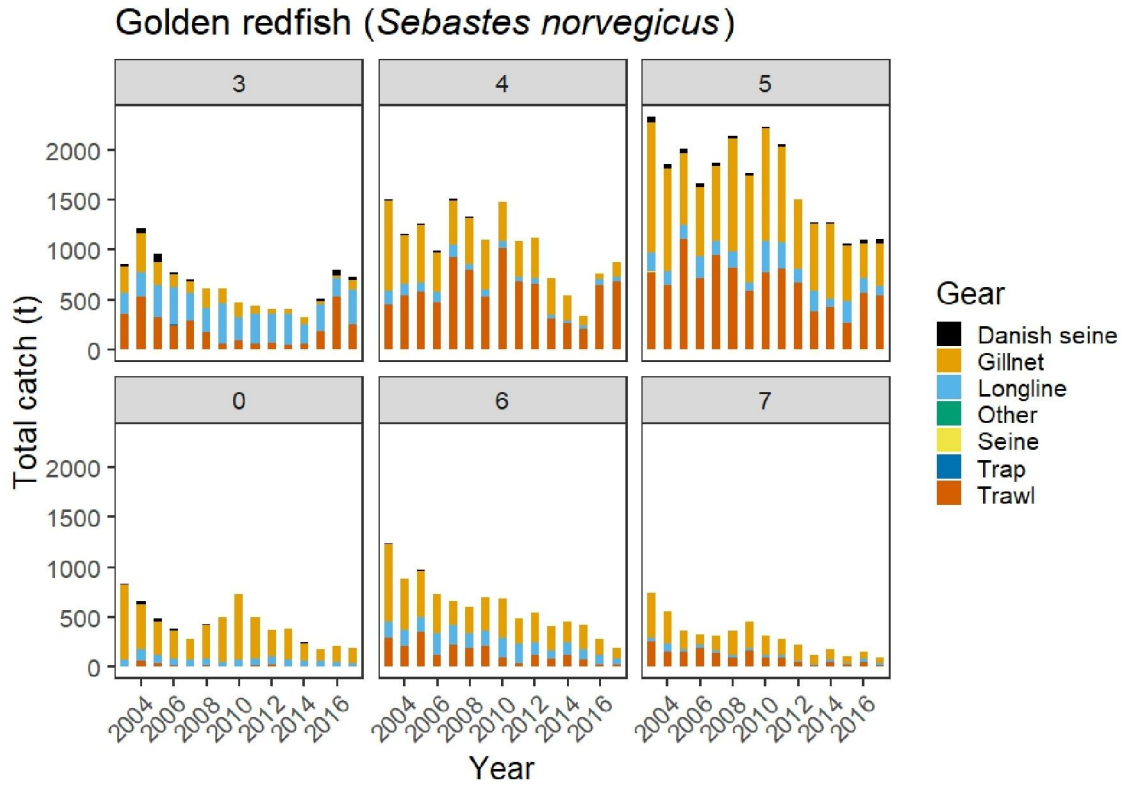 Golden redfish (Sebastes norvegicus)
3 4 5
2000
1500
1000
500
0
0 6 7
2000
1500
1000
500
0
2004 2006 2008 2010 2012 2014 2016 2004 2006 2008 2010 2012 2014 2016 2004 2006 2008 2010 2012 2014 2016
Total catch (t)
Year
Gear
Danish seine
Gillnet
Longline
Other
Seine
Trap
Trawl